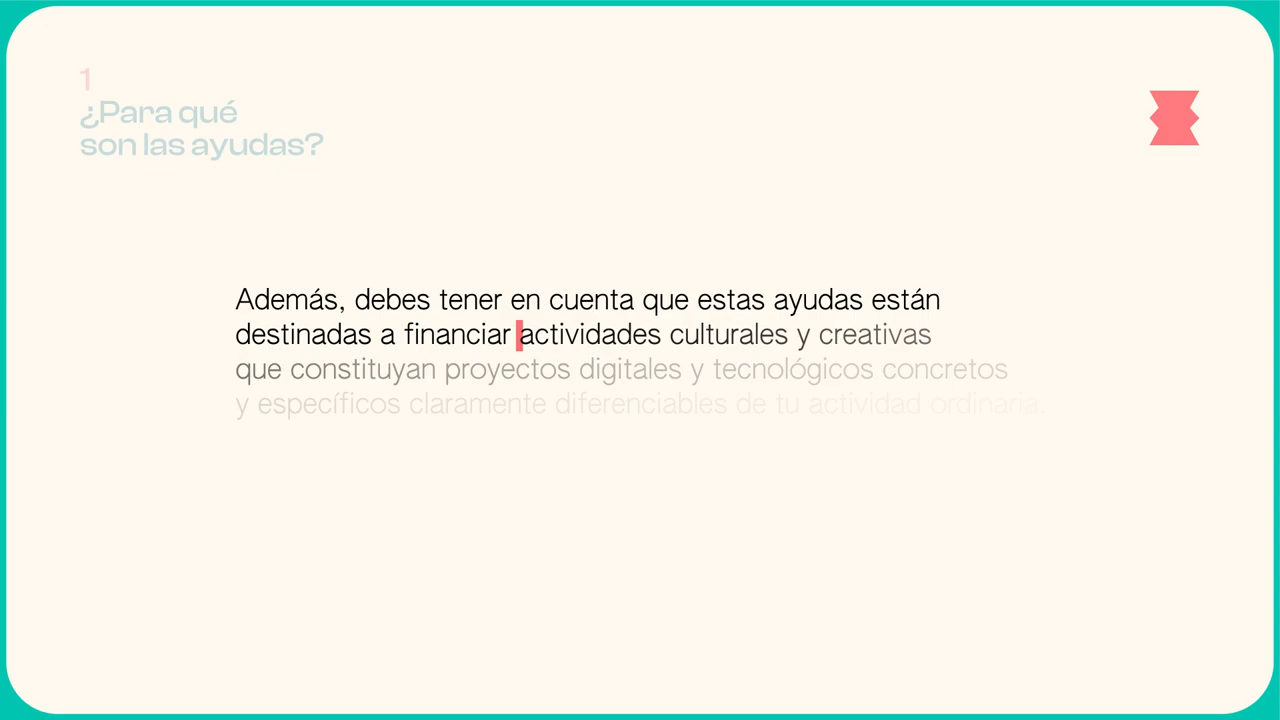 1
¿Para qué
son las ayudas?
Además, debes tener en cuenta que estas ayudas están
destinadas a financiar actividades culturales y creativas
que constituyan proyectos digitales y tecnológicos concretos
y específicos claramente diferenciables de tu actividad ordinaria.